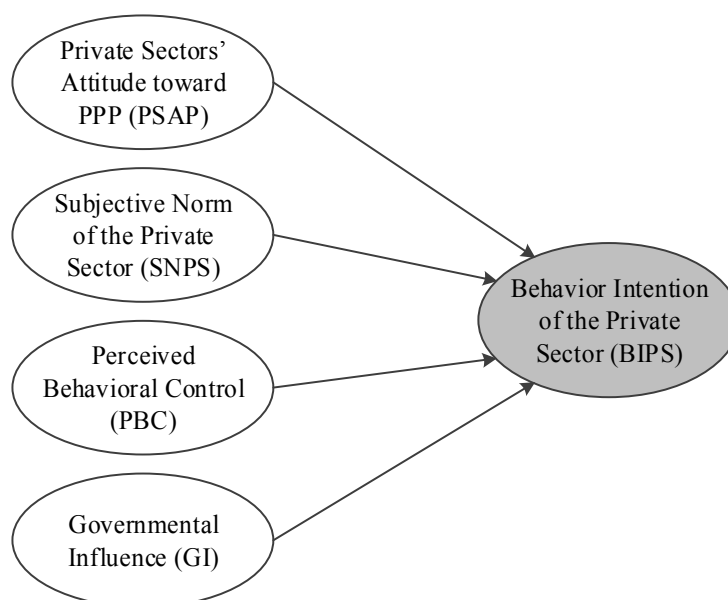 Private Sectors’
Attitude toward
PPP (PSAP)
Subjective Norm
of the Private
Sector (SNPS)
Perceived
Behavioral Control
(PBC)
Governmental
Influence (GI)
Behavior Intention
of the Private
Sector (BIPS)